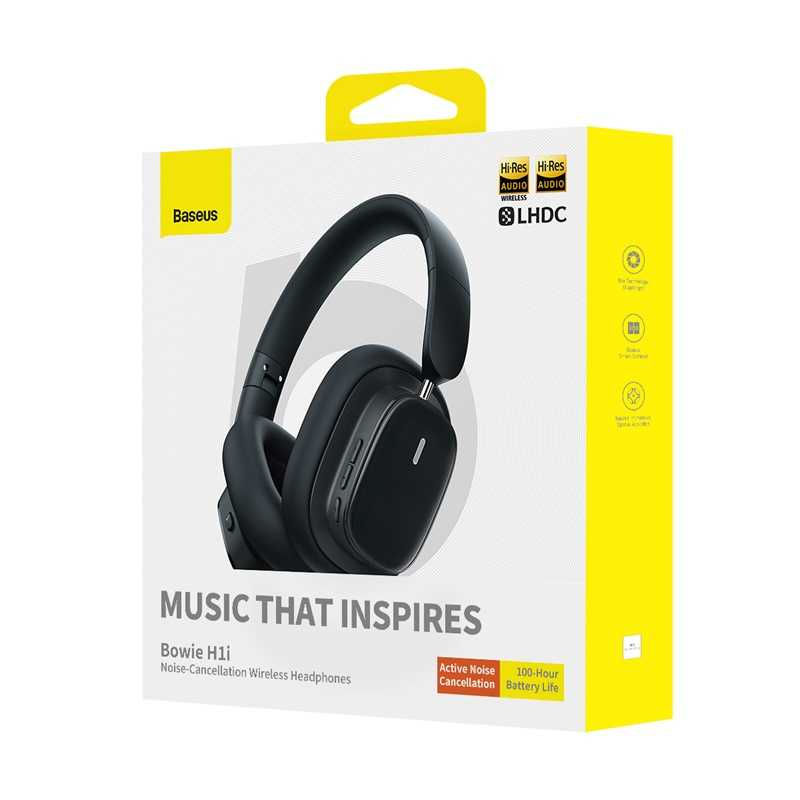 Baseus
Hi-Res
AUDIO
WIRELESS
Hi-Res
AUDIO
LHDC
MUSIC THAT INSPIRES
Bowie H1i
Noise-Cancellation Wireless Headphones
Active Noise
Cancellation
100-Hour
Battery Life